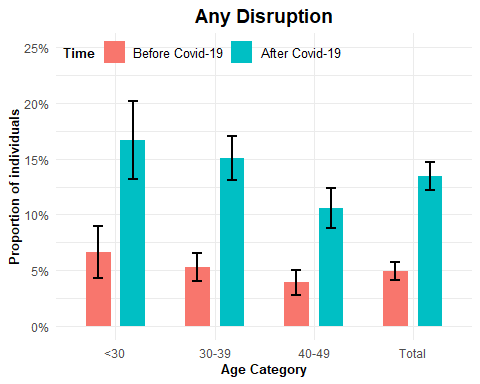 Any Disruption
Time Before Covid-19 After Covid-19
25%
20%
15%
10%
5%
0%
Proportion of individuals
<30 30-39 40-49 Total
Age Category